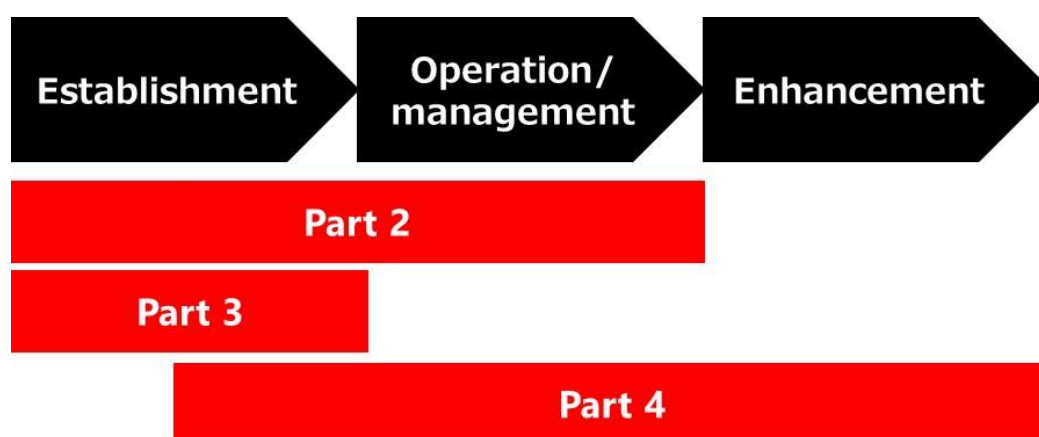 Establishment
Operation/
management
Enhancement
Part 2
Part 3
Part 4